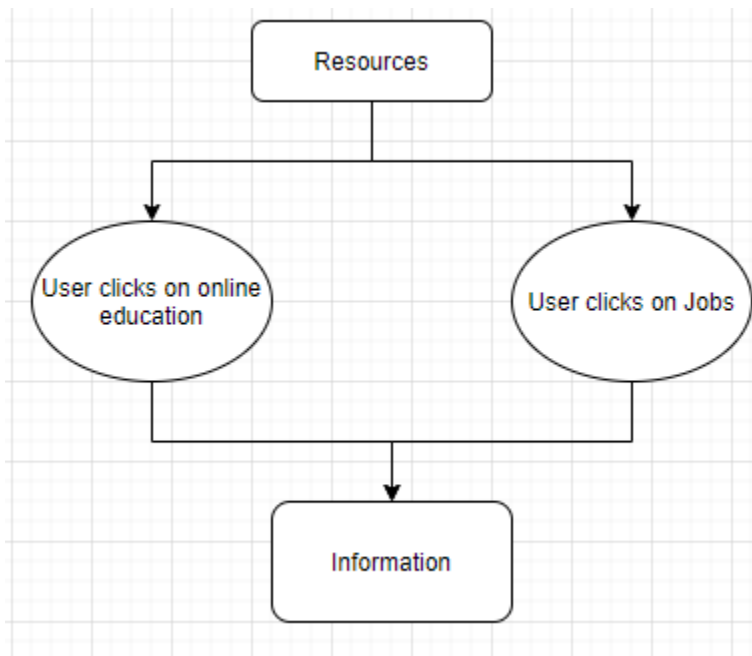 Resources
User clicks on online
education
User clicks on Jobs
Information